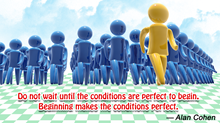 Do not wait until the conditions are perfect to begin.
Beginning makes the conditions perfect.
— Alan Cohen